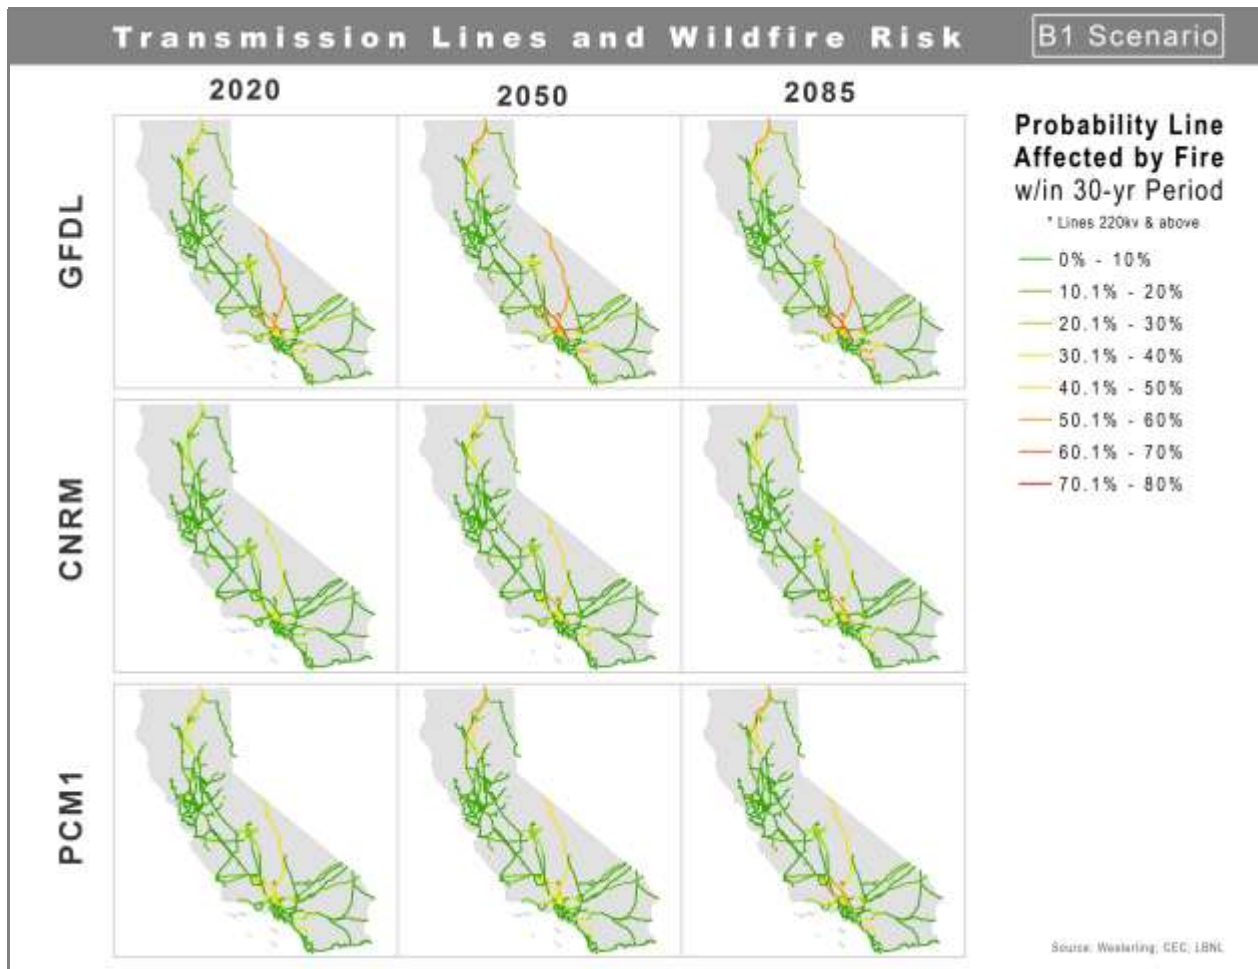 Transmission Lines and Wildfire Risk
B1 Scenario
2020 2050 2085
GFDL
CNRM
PCM1
Probability Line
Affected by Fire
w/in 30-yr Period
* Lines 220kv & above
0% - 10%
10.1% - 20%
20.1% - 30%
30.1% - 40%
40.1% - 50%
50.1% - 60%
60.1% - 70%
70.1% - 80%
Source: Westerling, CEC, LBNL